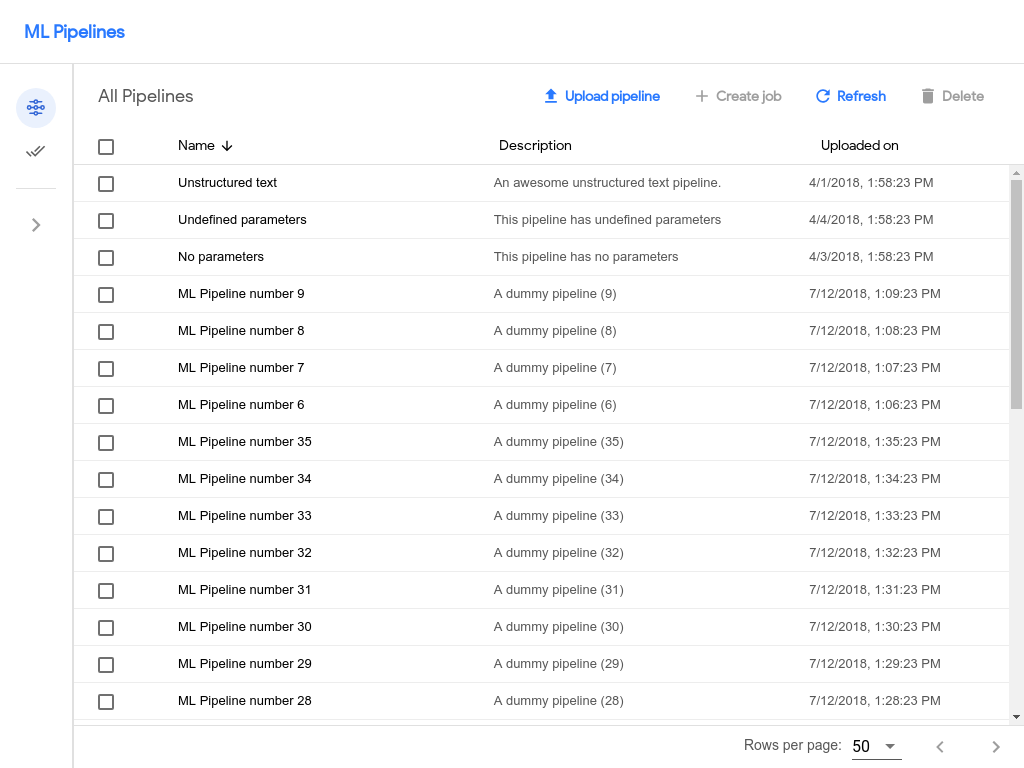 ML Pipelines
All Pipelines Upload pipeline Create job Refresh Delete
Name Description Uploaded on
Unstructured text An awesome unstructured text pipeline. 4/1/2018, 1:58:23 PM
Undefined parameters This pipeline has undefined parameters 4/4/2018, 1:58:23 PM
No parameters This pipeline has no parameters 4/3/2018, 1:58:23 PM
ML Pipeline number 9 A dummy pipeline (9) 7/12/2018, 1:09:23 PM
ML Pipeline number 8 A dummy pipeline (8) 7/12/2018, 1:08:23 PM
ML Pipeline number 7 A dummy pipeline (7) 7/12/2018, 1:07:23 PM
ML Pipeline number 6 A dummy pipeline (6) 7/12/2018, 1:06:23 PM
ML Pipeline number 35 A dummy pipeline (35) 7/12/2018, 1:35:23 PM
ML Pipeline number 34 A dummy pipeline (34) 7/12/2018, 1:34:23 PM
ML Pipeline number 33 A dummy pipeline (33) 7/12/2018, 1:33:23 PM
ML Pipeline number 32 A dummy pipeline (32) 7/12/2018, 1:32:23 PM
ML Pipeline number 31 A dummy pipeline (31) 7/12/2018, 1:31:23 PM
ML Pipeline number 30 A dummy pipeline (30) 7/12/2018, 1:30:23 PM
ML Pipeline number 29 A dummy pipeline (29) 7/12/2018, 1:29:23 PM
ML Pipeline number 28 A dummy pipeline (28) 7/12/2018, 1:28:23 PM
Rows per page: 50